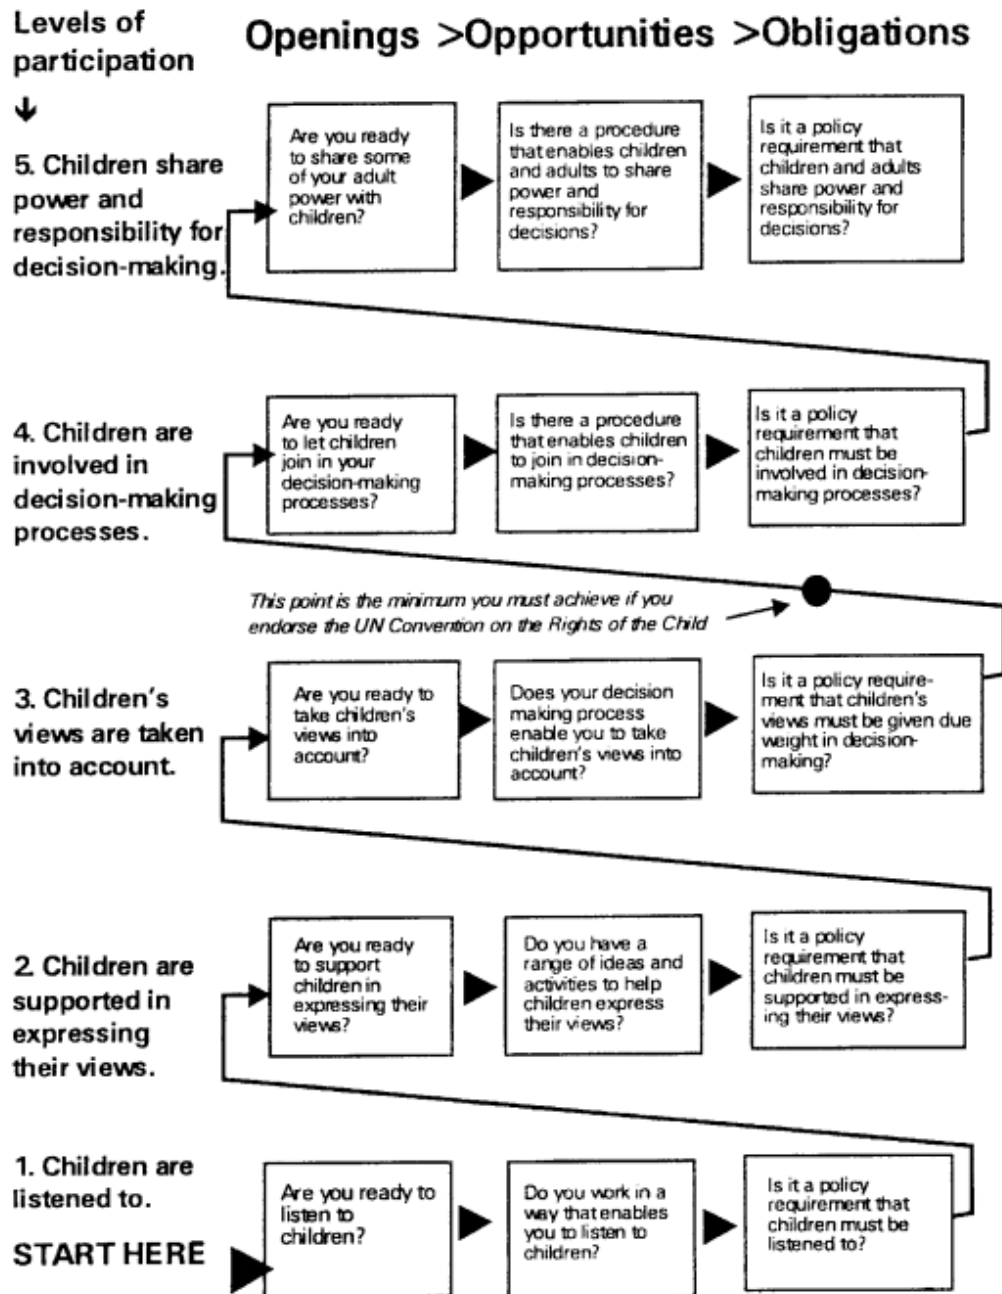 Levels of
participation
Openings >Opportunities >Obligations
5. Children share
power and
responsibility for
decision-making.
Are you ready
to share some
of your adult
power with
children?
Is there a procedure
that enables children
and adults to share
power and
responsibility for
decisions?
Is it a policy
requirement that
children and adults
share power and
responsibility for
decisions?
4. Children are
involved in
decision-making
processes.
Are you ready
to let children
join in your
decision-making
processes?
Is there a procedure
that enables children
to join in decision-
making processes?
Is it a policy
requirement that
children must be
involved in decision-
making processes?
This point is the minimum you must achieve if you
endorse the UN Convention on the Rights of the Child
3. Children's
views are taken
into account.
Are you ready to
take children's
views into
account?
Does your decision
making process
enable you to take
children's views into
account?
Is it a policy require-
ment that children's
views must be given due
weight in decision-
making?
2. Children are
supported in
expressing
their views.
Are you ready
to support
children in
expressing their
views?
Do you have a
range of ideas and
activities to help
children express
their views?
Is it a policy
requirement that
children must be
supported in express-
ing their views?
1. Children are
listened to.
START HERE
Are you ready to
listen to
children?
Do you work in a
way that enables
you to listen to
children?
Is it a policy
requirement that
children must be
listened to?